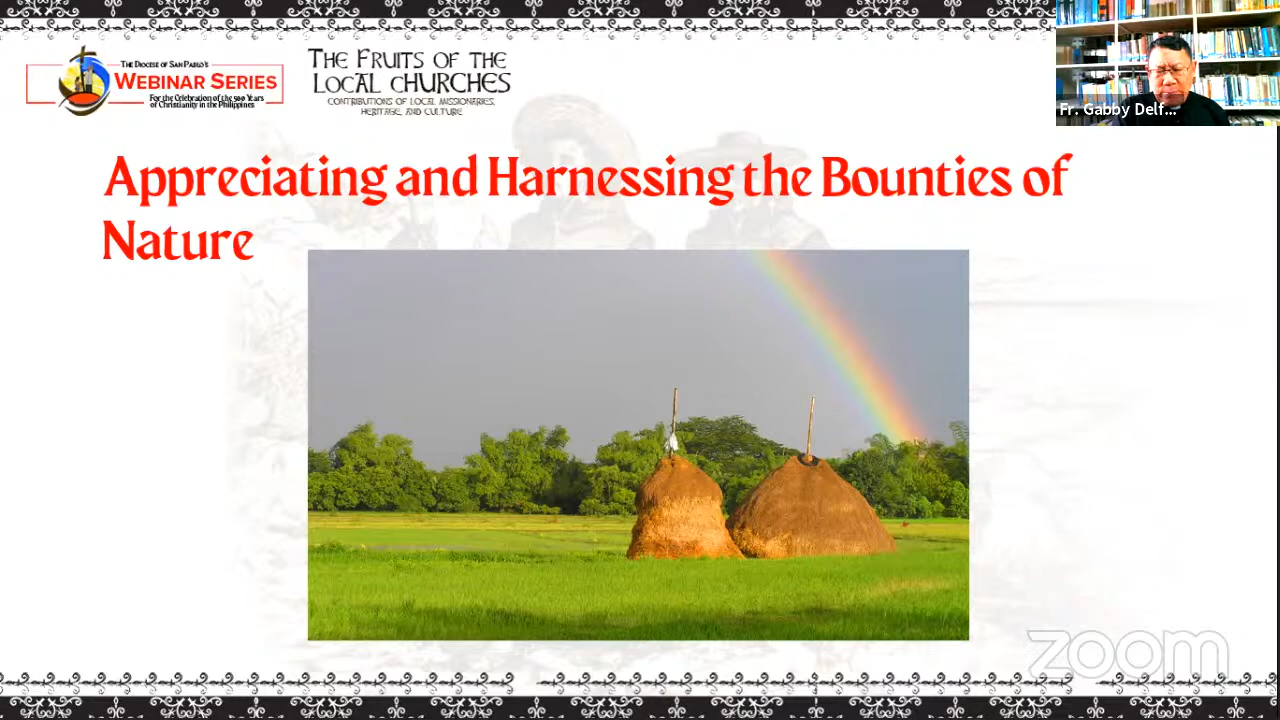 The Diocese of San Pablo's
Webinar Series
For the Celebration of the 500 Years
of Christianity in the Philippines
The Fruits of the
Local Churches
Contributions of Local Missionaries,
Heritage, and Culture
Fr. Gabby Delf...
Appreciating and Harnessing the Bounties of
Nature
zoom